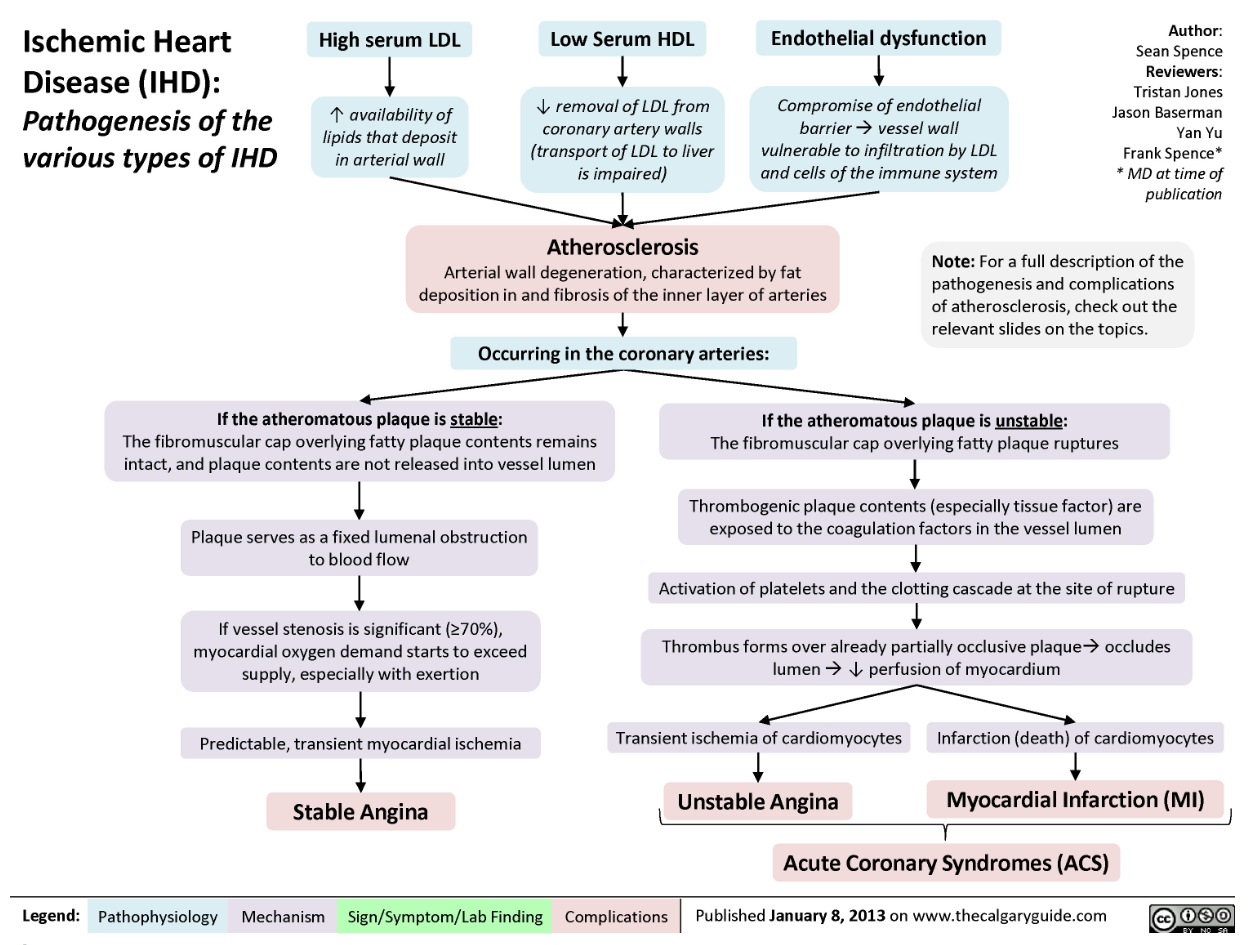 Ischemic Heart
Disease (IHD):
Pathogenesis of the
various types of IHD
High serum LDL
Low Serum HDL
Endothelial dysfunction
Author:
Sean Spence
Reviewers:
Tristan Jones
Jason Baserman
Yan Yu
Frank Spence*
* MD at time of
publication
↑ availability of
lipids that deposit
in arterial wall
↓ removal of LDL from
coronary artery walls
(transport of LDL to liver
is impaired)
Compromise of endothelial
barrier → vessel wall
vulnerable to infiltration by LDL
and cells of the immune system
Atherosclerosis
Arterial wall degeneration, characterized by fat
deposition in and fibrosis of the inner layer of arteries
Note: For a full description of the
pathogenesis and complications
of atherosclerosis, check out the
relevant slides on the topics.
Occurring in the coronary arteries:
If the atheromatous plaque is stable:
The fibromuscular cap overlying fatty plaque contents remains
intact, and plaque contents are not released into vessel lumen
Plaque serves as a fixed lumenal obstruction
to blood flow
If vessel stenosis is significant (≥70%),
myocardial oxygen demand starts to exceed
supply, especially with exertion
Predictable, transient myocardial ischemia
Stable Angina
If the atheromatous plaque is unstable:
The fibromuscular cap overlying fatty plaque ruptures
Thrombogenic plaque contents (especially tissue factor) are
exposed to the coagulation factors in the vessel lumen
Activation of platelets and the clotting cascade at the site of rupture
Thrombus forms over already partially occlusive plaque→ occludes
lumen → ↓ perfusion of myocardium
Transient ischemia of cardiomyocytes
Infarction (death) of cardiomyocytes
Unstable Angina
Myocardial Infarction (MI)
Acute Coronary Syndromes (ACS)
Legend: Pathophysiology Mechanism Sign/Symptom/Lab Finding Complications Published January 8, 2013 on www.thecalgaryguide.com
cc
BY NC SA